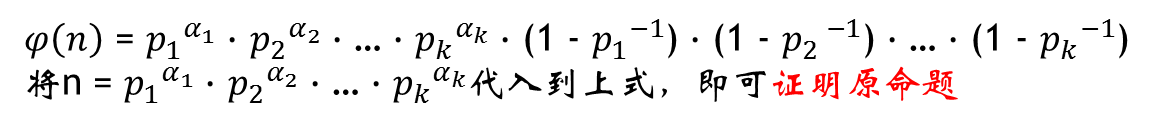 φ(n) = p₁^α₁ · p₂^α₂ · … · pₖ^αₖ · (1 - p₁⁻¹) · (1 - p₂⁻¹) · … · (1 - pₖ⁻¹)
将n = p₁^α₁ · p₂^α₂ · … · pₖ^αₖ代入到上式，即可证明原命题